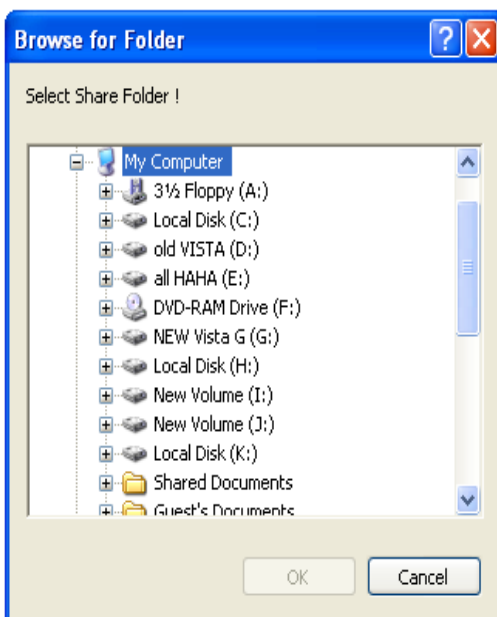 Browse for Folder
Select Share Folder !
My Computer
3½ Floppy (A:)
Local Disk (C:)
old VISTA (D:)
all HAHA (E:)
DVD-RAM Drive (F:)
NEW Vista G (G:)
Local Disk (H:)
New Volume (I:)
New Volume (J:)
Local Disk (K:)
Shared Documents
Guest's Documents
OK
Cancel